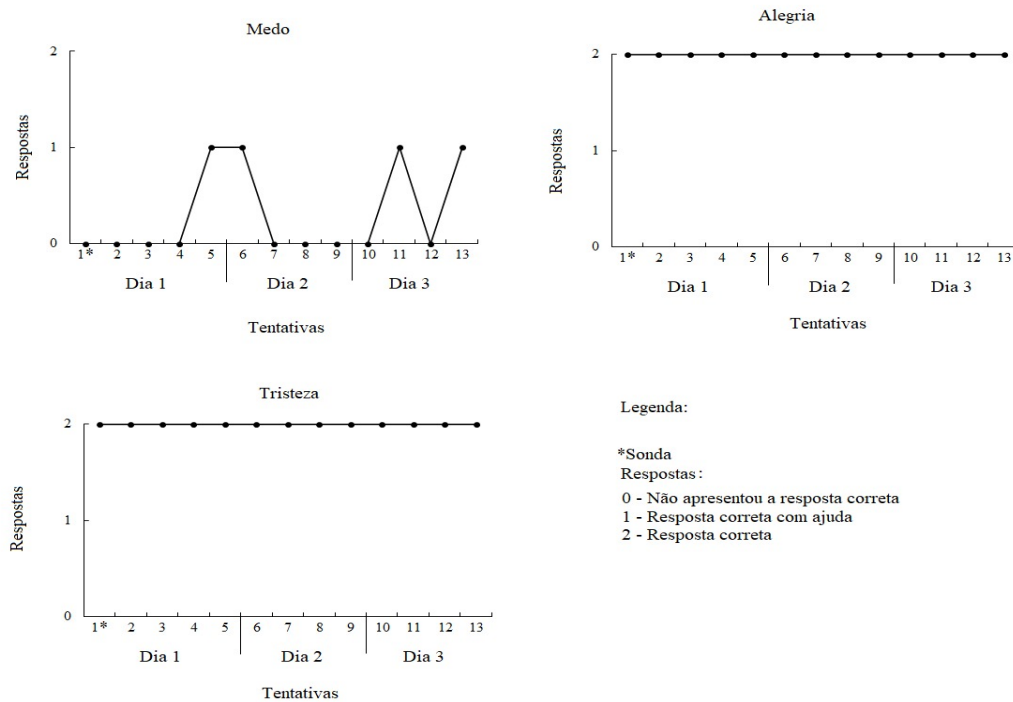 Medo
2
1
0
Respostas
1* 2 3 4 5 6 7 8 9 10 11 12 13
Dia 1 Dia 2 Dia 3
Tentativas
Alegria
2
1
0
Respostas
1* 2 3 4 5 6 7 8 9 10 11 12 13
Dia 1 Dia 2 Dia 3
Tentativas
Tristeza
2
1
0
Respostas
1* 2 3 4 5 6 7 8 9 10 11 12 13
Dia 1 Dia 2 Dia 3
Tentativas
Legenda:
*Sonda
Respostas:
0 - Não apresentou a resposta correta
1 - Resposta correta com ajuda
2 - Resposta correta